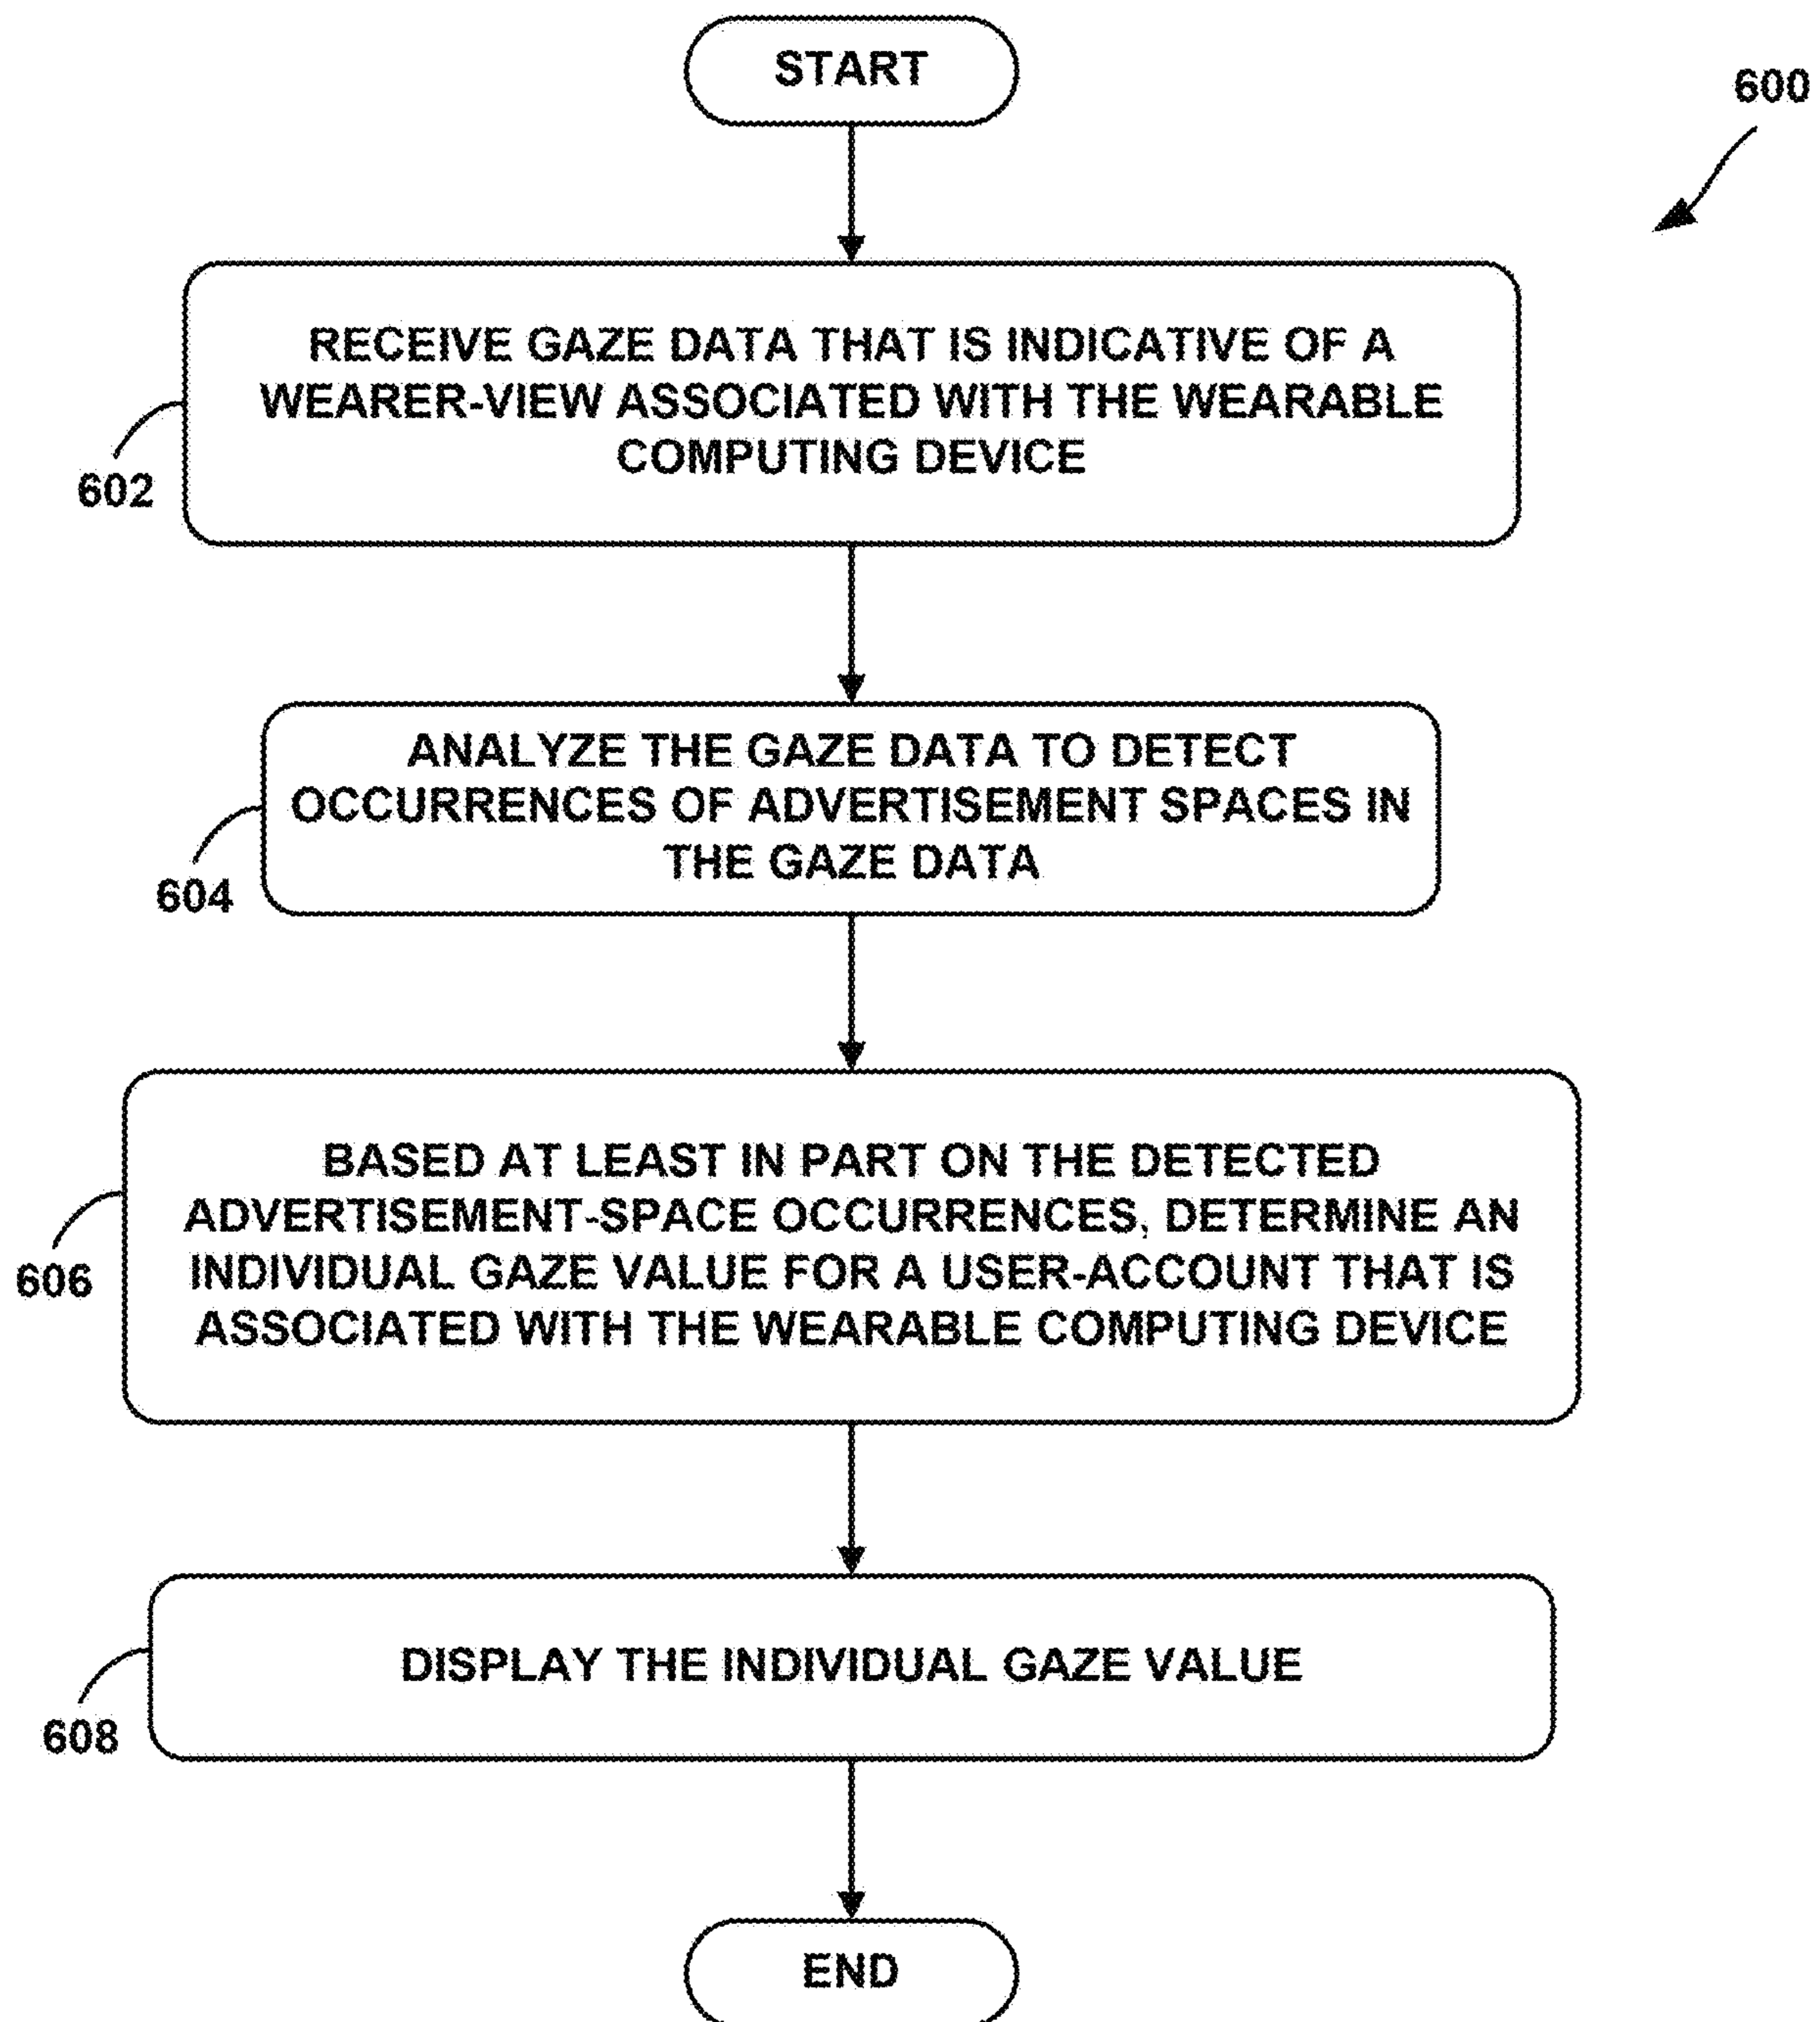 START
600
RECEIVE GAZE DATA THAT IS INDICATIVE OF A
WEARER-VIEW ASSOCIATED WITH THE WEARABLE
COMPUTING DEVICE
602
ANALYZE THE GAZE DATA TO DETECT
OCCURRENCES OF ADVERTISEMENT SPACES IN
THE GAZE DATA
604
BASED AT LEAST IN PART ON THE DETECTED
ADVERTISEMENT-SPACE OCCURRENCES, DETERMINE AN
INDIVIDUAL GAZE VALUE FOR A USER-ACCOUNT THAT IS
ASSOCIATED WITH THE WEARABLE COMPUTING DEVICE
606
DISPLAY THE INDIVIDUAL GAZE VALUE
608
END